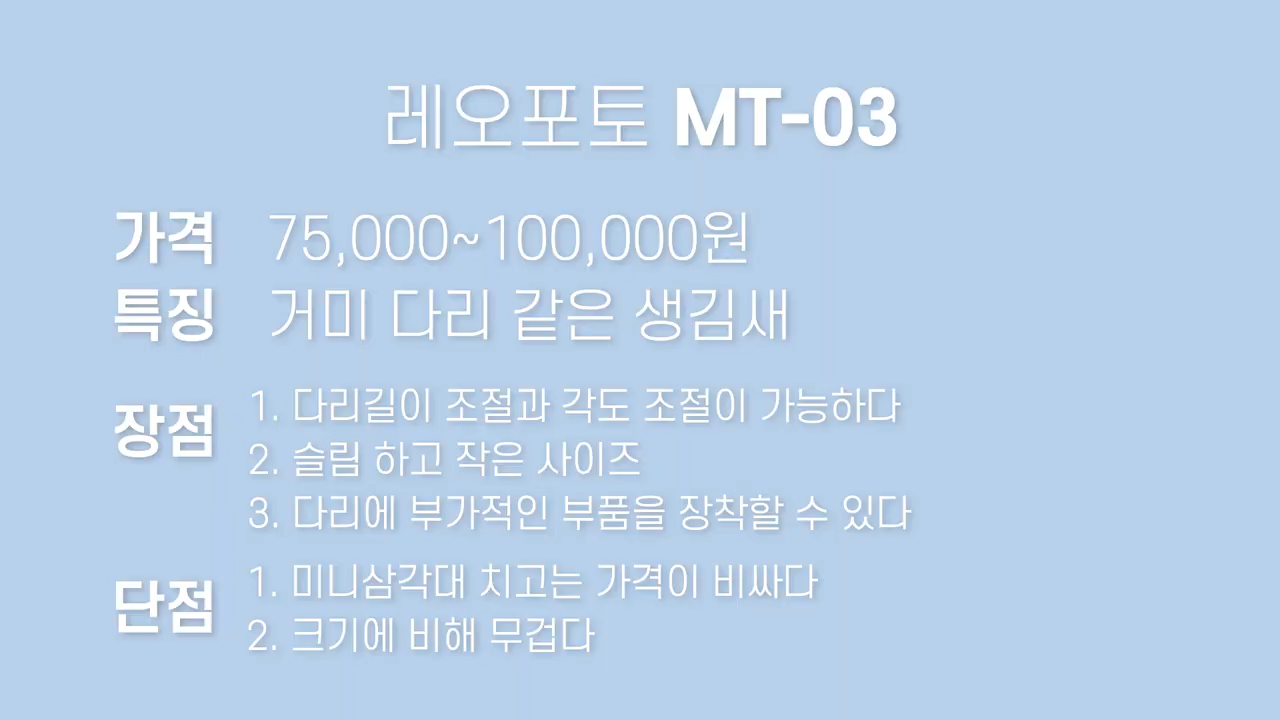 레오포토 MT-03
가격 75,000~100,000원
특징 거미 다리 같은 생김새
장점 1. 다리길이 조절과 각도 조절이 가능하다
2. 슬림 하고 작은 사이즈
3. 다리에 부가적인 부품을 장착할 수 있다
단점 1. 미니삼각대 치고는 가격이 비싸다
2. 크기에 비해 무겁다